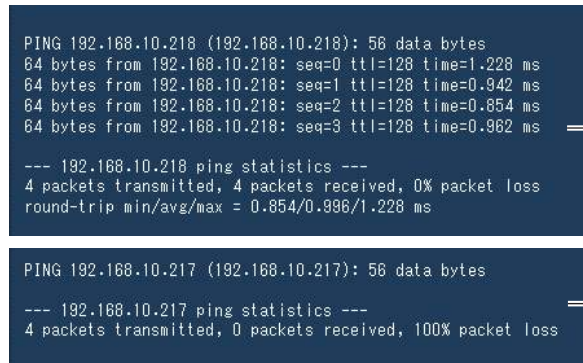 PING 192.168.10.218 (192.168.10.218): 56 data bytes
64 bytes from 192.168.10.218: seq=0 ttl=128 time=1.228 ms
64 bytes from 192.168.10.218: seq=1 ttl=128 time=0.942 ms
64 bytes from 192.168.10.218: seq=2 ttl=128 time=0.854 ms
64 bytes from 192.168.10.218: seq=3 ttl=128 time=0.962 ms
--- 192.168.10.218 ping statistics ---
4 packets transmitted, 4 packets received, 0% packet loss
round-trip min/avg/max = 0.854/0.996/1.228 ms
PING 192.168.10.217 (192.168.10.217): 56 data bytes
--- 192.168.10.217 ping statistics ---
4 packets transmitted, 0 packets received, 100% packet loss